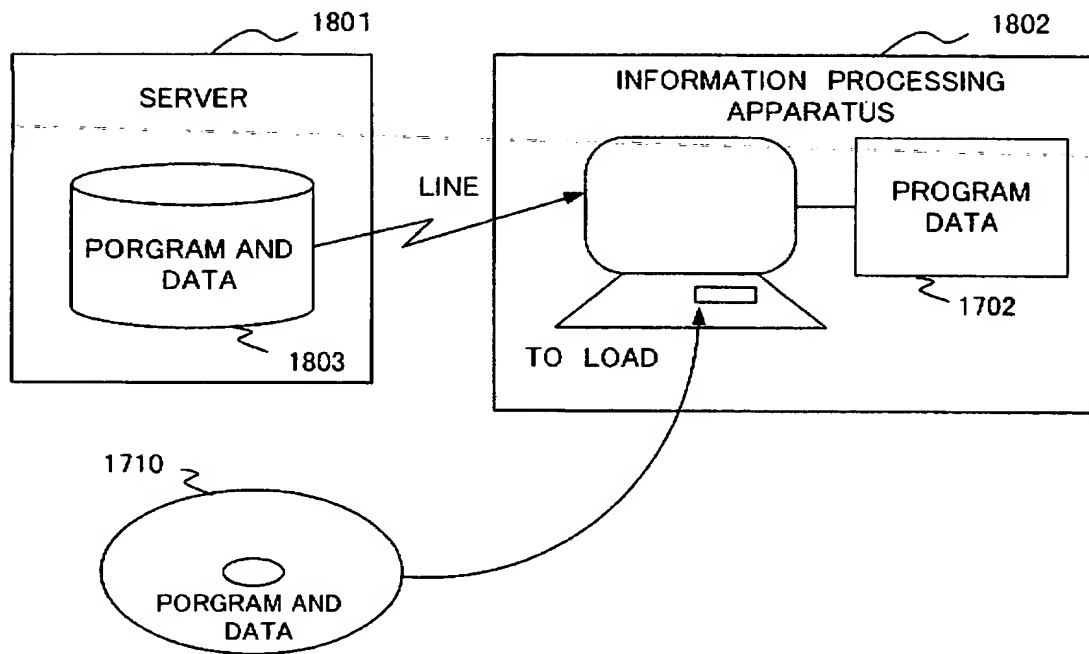 1801
1802
SERVER
INFORMATION PROCESSING
APPARATUS
LINE
PROGRAM
DATA
PORGRAM AND
DATA
1702
1803
TO LOAD
1710
PORGRAM AND
DATA